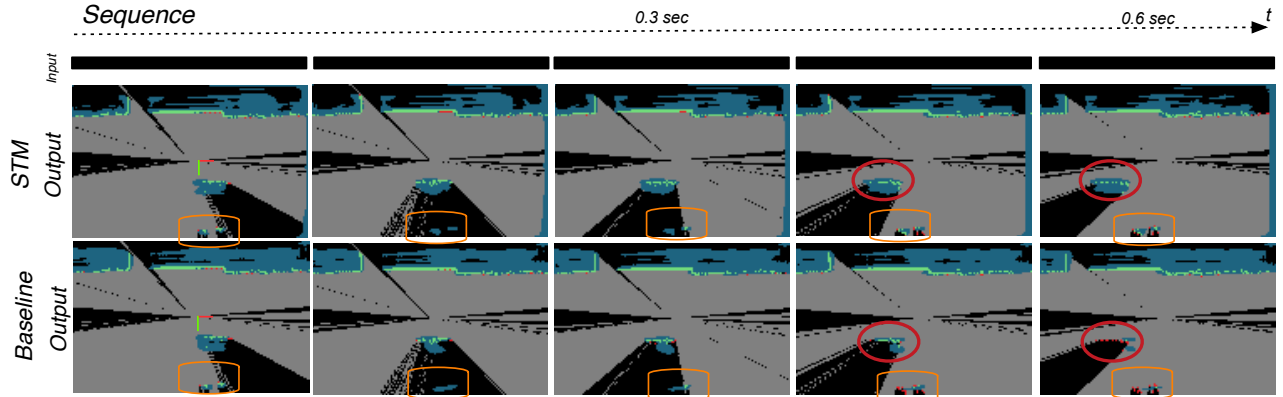 Sequence
0.3 sec
0.6 sec
t
Input
STM
Output
Baseline
Output